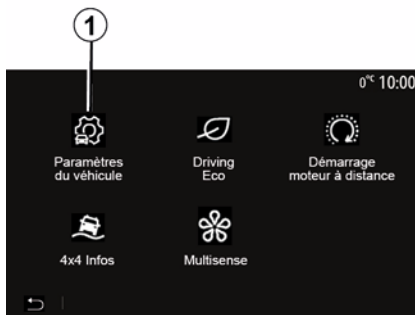 1
0°C 10:00
Paramètres
du véhicule
Driving
Eco
Démarrage
moteur à distance
4x4 Infos
Multisense